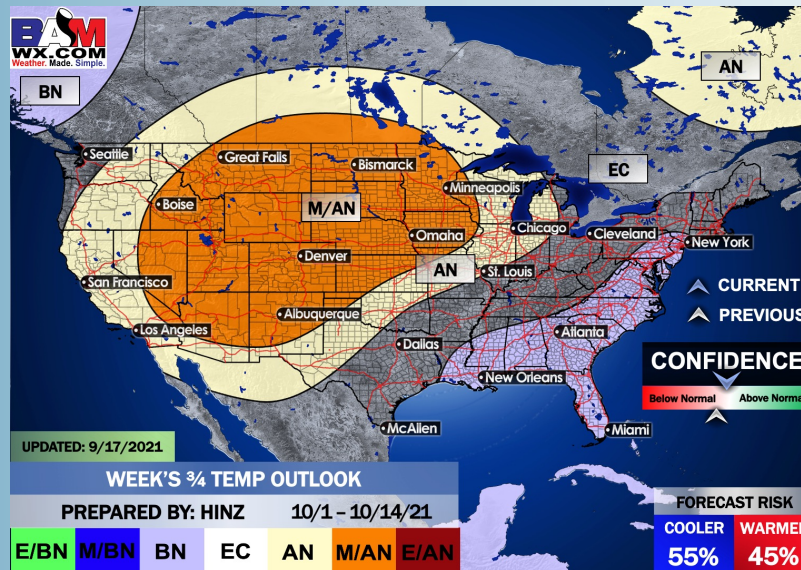 BAM
WX.COM
Weather. Made. Simple.
BN
AN
Seattle
Great Falls
Bismarck
EC
Minneapolis
Boise
M/AN
Chicago
Cleveland
Omaha
New York
Denver
AN
St. Louis
San Francisco
CURRENT
Albuquerque
PREVIOUS
Los Angeles
Atlanta
Dallas
CONFIDENCE
New Orleans
Below Normal
Above Norma
McAllen
Miami
UPDATED: 9/17/2021
WEEK'S ¾ TEMP OUTLOOK
PREPARED BY: HINZ 10/1 – 10/14/21
E/BN M/BN BN EC AN M/AN E/AN
FORECAST RISK
COOLER WARME
55% 45%